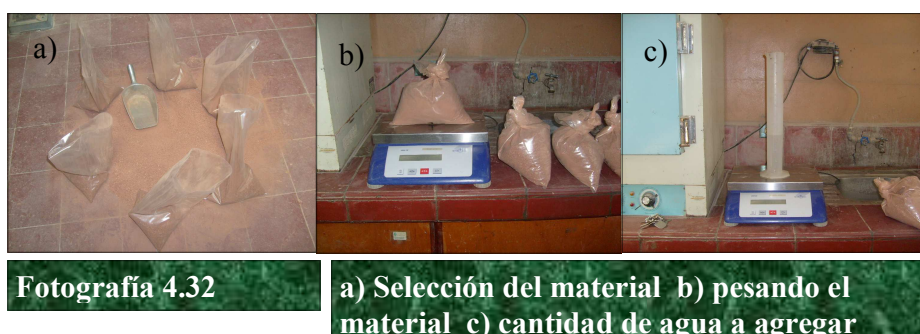 a) b) c)
Fotografía 4.32
a) Selección del material b) pesando el
material c) cantidad de agua a agregar